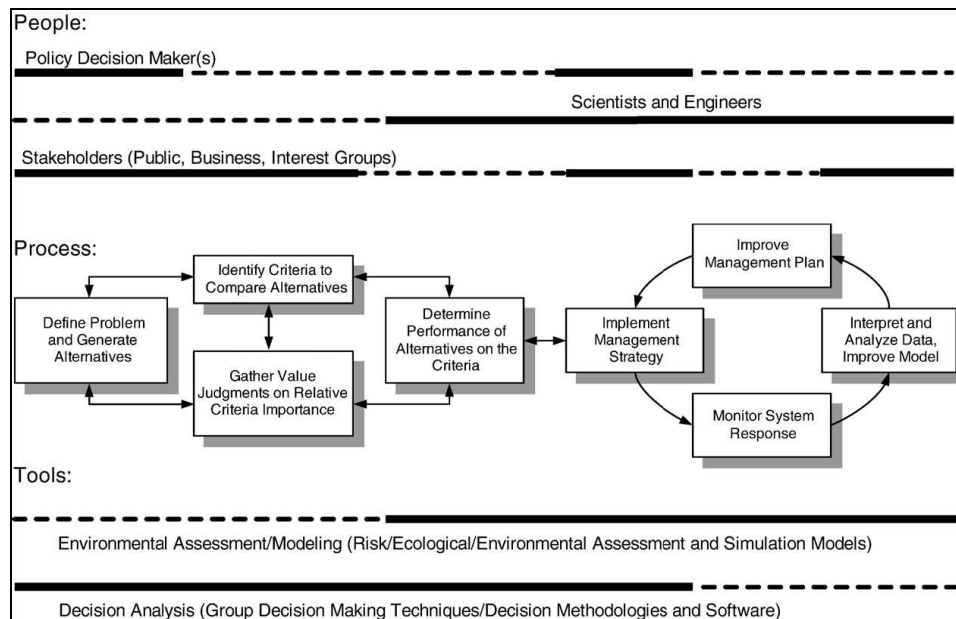 People:
Policy Decision Maker(s)
Scientists and Engineers
Stakeholders (Public, Business, Interest Groups)
Process:
Define Problem
and Generate
Alternatives
Identify Criteria to
Compare Alternatives
Gather Value
Judgments on Relative
Criteria Importance
Determine
Performance of
Alternatives on the
Criteria
Implement
Management
Strategy
Improve
Management Plan
Interpret and
Analyze Data,
Improve Model
Monitor System
Response
Tools:
Environmental Assessment/Modeling (Risk/Ecological/Environmental Assessment and Simulation Models)
Decision Analysis (Group Decision Making Techniques/Decision Methodologies and Software)